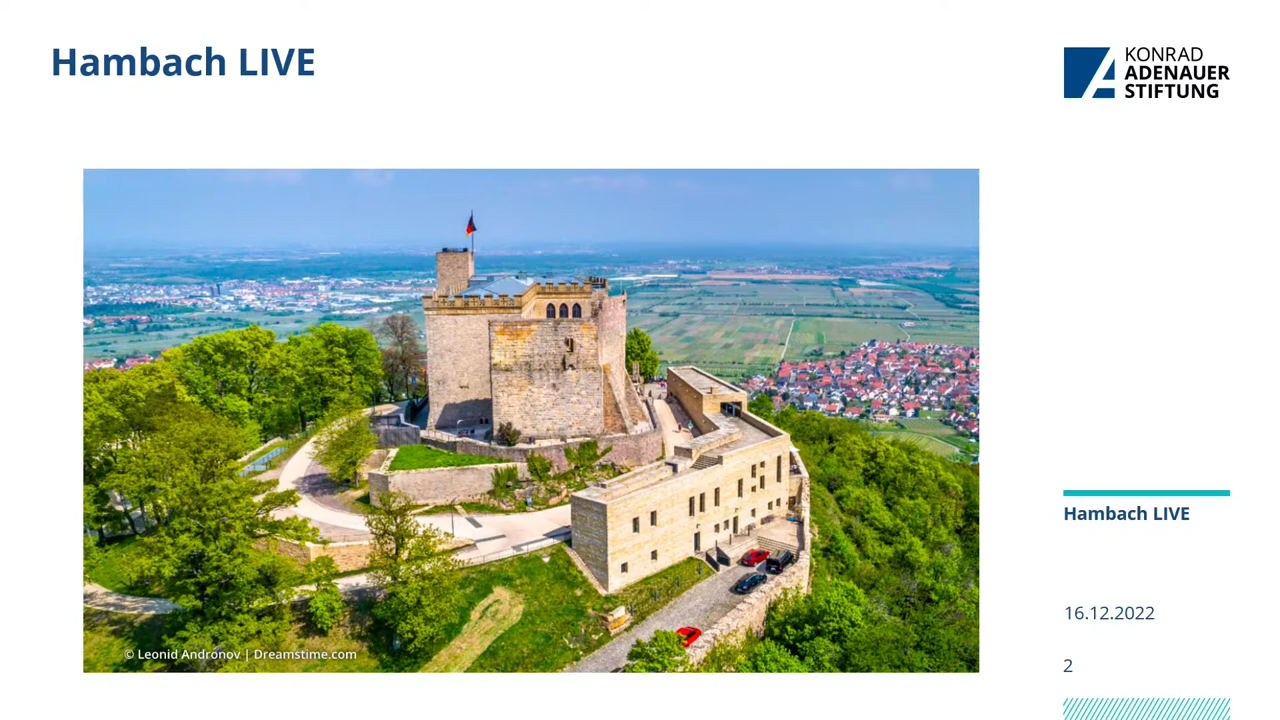 Hambach LIVE
KONRAD
ADENAUER
STIFTUNG
© Leonid Andronov | Dreamstime.com
Hambach LIVE
16.12.2022
2